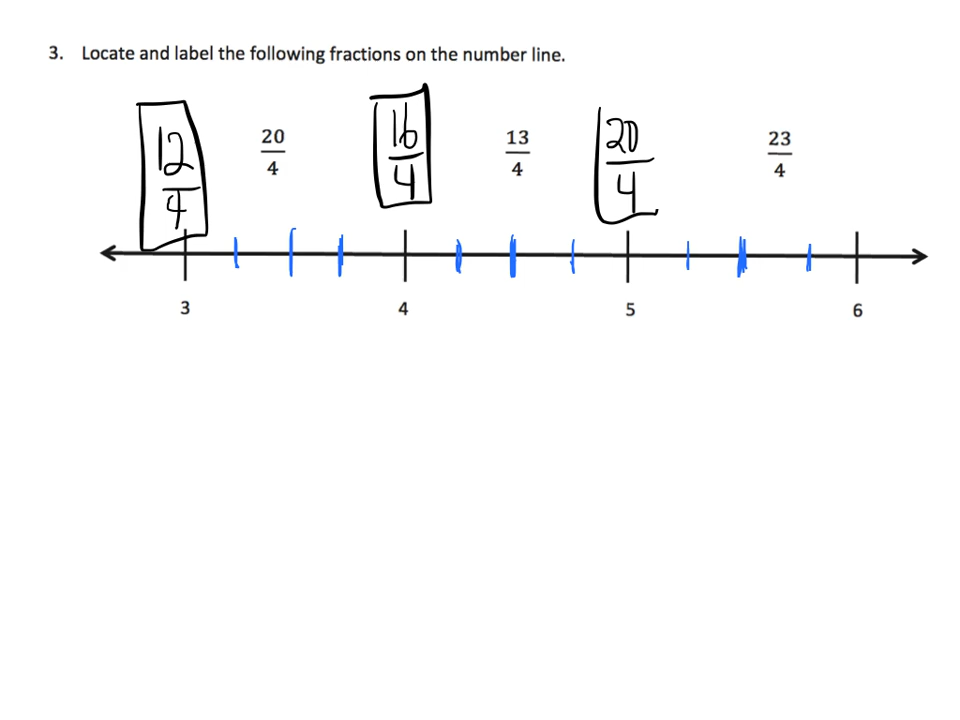 3. Locate and label the following fractions on the number line.
12/4 20/4 16/4 13/4 20/4 23/4
3 4 5 6